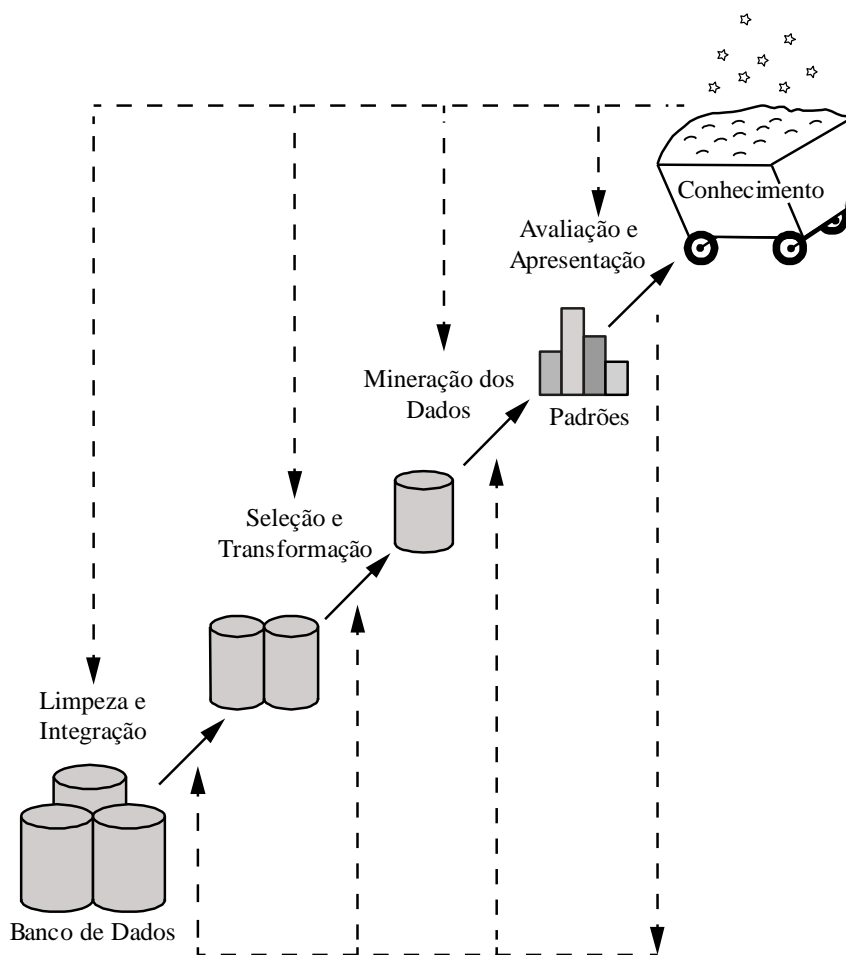 Conhecimento
Avaliação e
Apresentação
Mineração dos
Dados
Padrões
Seleção e
Transformação
Limpeza e
Integração
Banco de Dados